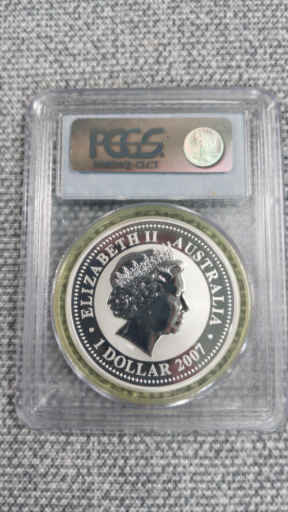 PCGS
ELIZABETH II AUSTRALIA
1 DOLLAR 2007